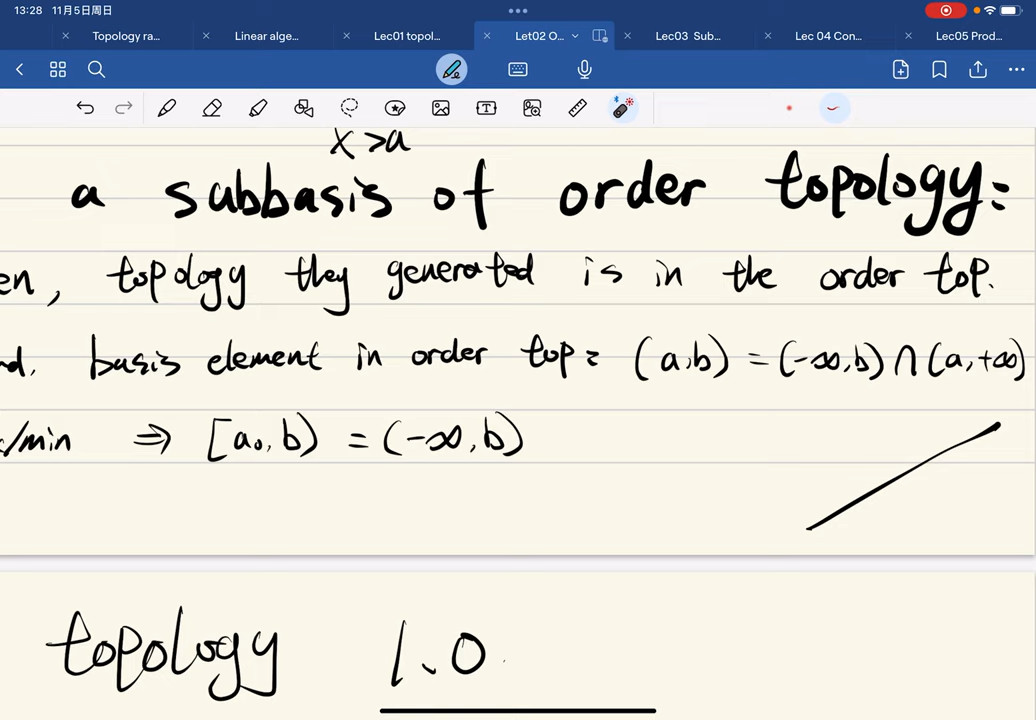 13:28 11月5日周日
Topology ra... Linear alge... Lec01 topol... Let02 O... Lec03 Sub... Lec 04 Con... Lec05 Prod...
x > a
a subbasis of order topology:
en, topology they generated is in the order top.
nd. basis element in order top: (a,b) = (-∞,b) ∩ (a,+∞)
/min ⇒ [a₀,b) = (-∞,b)
topology 1.0